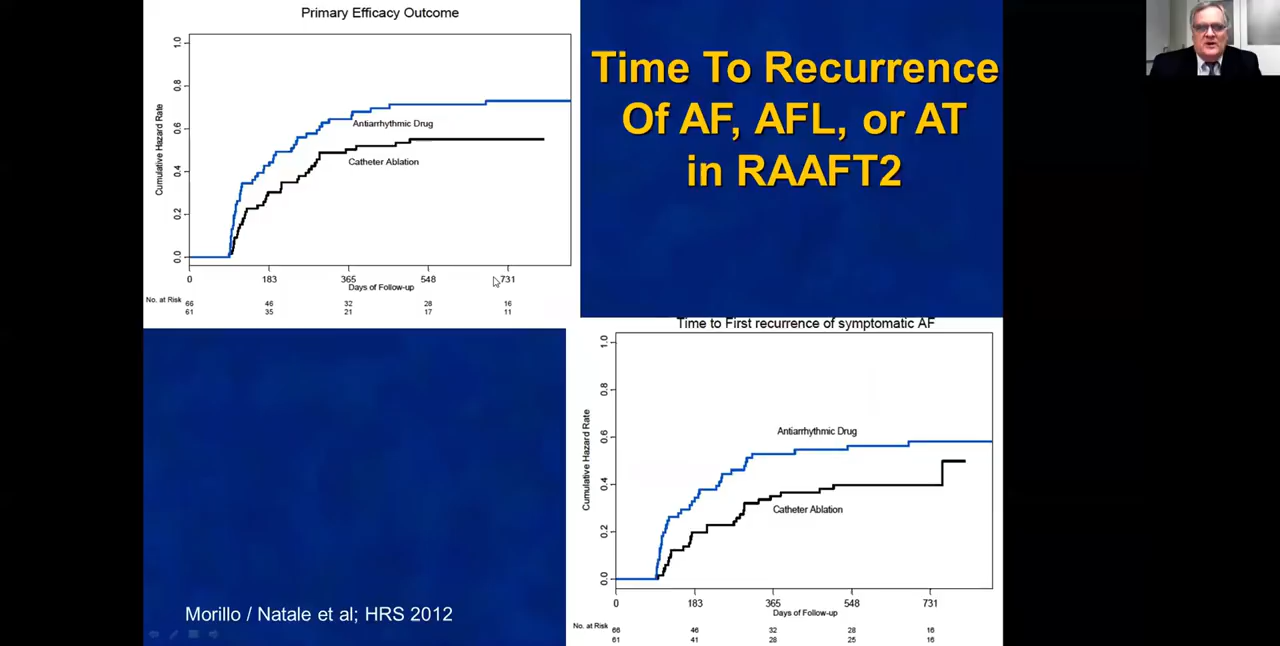 Primary Efficacy Outcome
Cumulative Hazard Rate
0.0 0.2 0.4 0.6 0.8 1.0
Antiarrhythmic Drug
Catheter Ablation
0 183 365 548 731
Days of Follow-up
No. at Risk 66 46 32 28 16
61 35 21 17 11
Time To Recurrence
Of AF, AFL, or AT
in RAAFT2
Time to First recurrence of symptomatic AF
Cumulative Hazard Rate
0.0 0.2 0.4 0.6 0.8 1.0
Antiarrhythmic Drug
Catheter Ablation
0 183 365 548 731
Days of Follow-up
No. at Risk 66 46 32 28 16
61 41 28 25 16
Morillo / Natale et al; HRS 2012